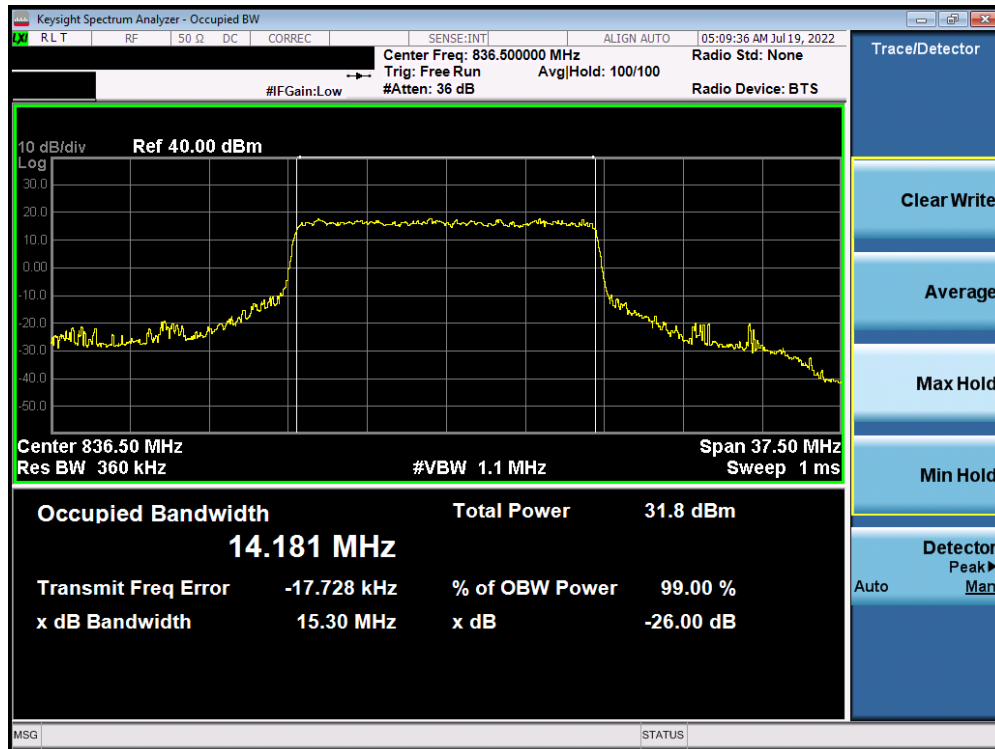 Keysight Spectrum Analyzer - Occupied BW
LXI RLT RF 50 Ω DC CORREC SENSE:INT ALIGN AUTO 05:09:36 AM Jul 19, 2022
Center Freq: 836.500000 MHz Radio Std: None
Trig: Free Run Avg|Hold: 100/100
#IFGain:Low #Atten: 36 dB Radio Device: BTS
10 dB/div Ref 40.00 dBm
Log
30.0
20.0
10.0
0.00
-10.0
-20.0
-30.0
-40.0
-50.0
Center 836.50 MHz Span 37.50 MHz
Res BW 360 kHz #VBW 1.1 MHz Sweep 1 ms
Occupied Bandwidth Total Power 31.8 dBm
14.181 MHz
Transmit Freq Error -17.728 kHz % of OBW Power 99.00 %
x dB Bandwidth 15.30 MHz x dB -26.00 dB
Trace/Detector
Clear Write
Average
Max Hold
Min Hold
Detector
Peak
Auto Man
MSG STATUS